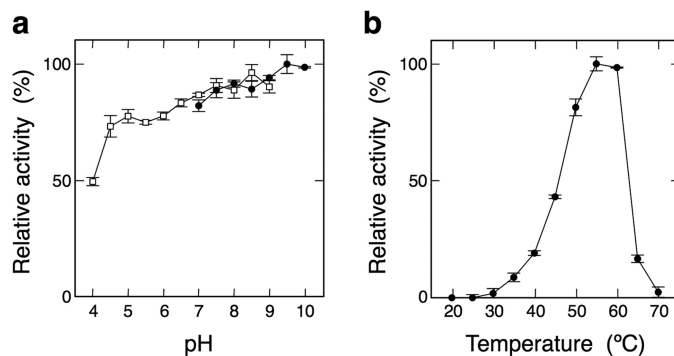 a
b
Relative activity (%)
100
50
0
4 5 6 7 8 9 10
pH
Relative activity (%)
100
50
0
20 30 40 50 60 70
Temperature (ºC)